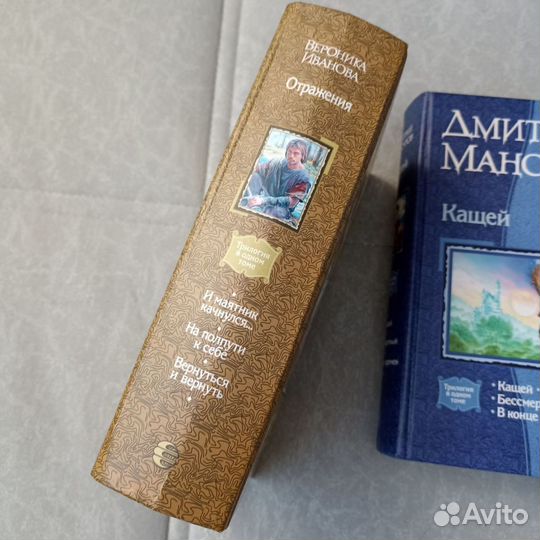 ВЕРОНИКА
ИВАНОВА
Отражения
Трилогия
в одном
томе
И маятник
качнулся...
На полпути
к себе
Вернуться
и вернуть
ДМИТ
МАНС
Кащей
Трилогия
в одном
томе
• Кащей •
• Бессмер
• В конце
Avito